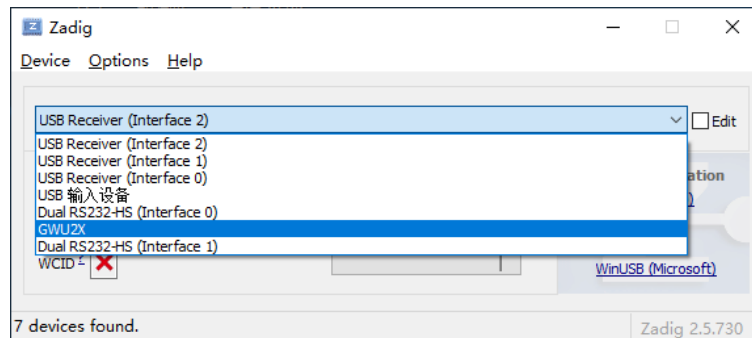 Zadig
Device Options Help
USB Receiver (Interface 2)
Edit
USB Receiver (Interface 2)
USB Receiver (Interface 1)
USB Receiver (Interface 0)
USB 输入设备
Dual RS232-HS (Interface 0)
GWU2X
Dual RS232-HS (Interface 1)
WCID ?
WinUSB (Microsoft)
7 devices found.
Zadig 2.5.730